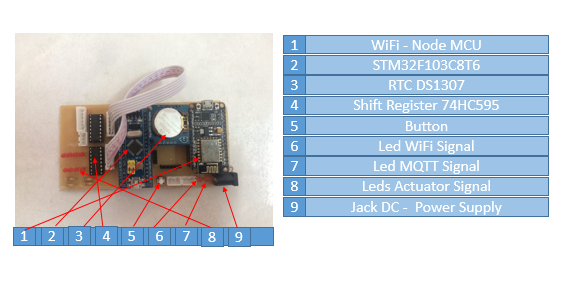 1 WiFi - Node MCU
2 STM32F103C8T6
3 RTC DS1307
4 Shift Register 74HC595
5 Button
6 Led WiFi Signal
7 Led MQTT Signal
8 Leds Actuator Signal
9 Jack DC - Power Supply
1 2 3 4 5 6 7 8 9